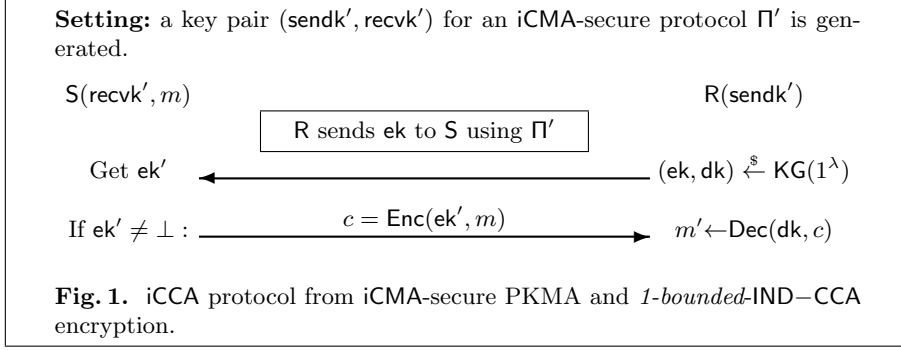 Setting: a key pair (sendk′, recvk′) for an iCMA-secure protocol Π′ is gen-
erated.
S(recvk′, m) R(sendk′)
R sends ek to S using Π′
Get ek′ (ek, dk) ←$ KG(1^λ)
If ek′ ≠ ⊥ : c = Enc(ek′, m) m′←Dec(dk, c)
Fig. 1. iCCA protocol from iCMA-secure PKMA and 1-bounded-IND−CCA
encryption.